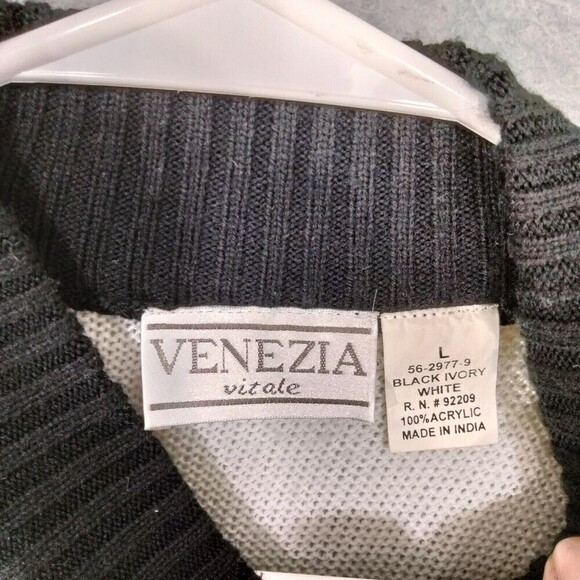 VENEZIA
vitale
L
56-2977-9
BLACK IVORY
WHITE
R. N. # 92209
100% ACRYLIC
MADE IN INDIA